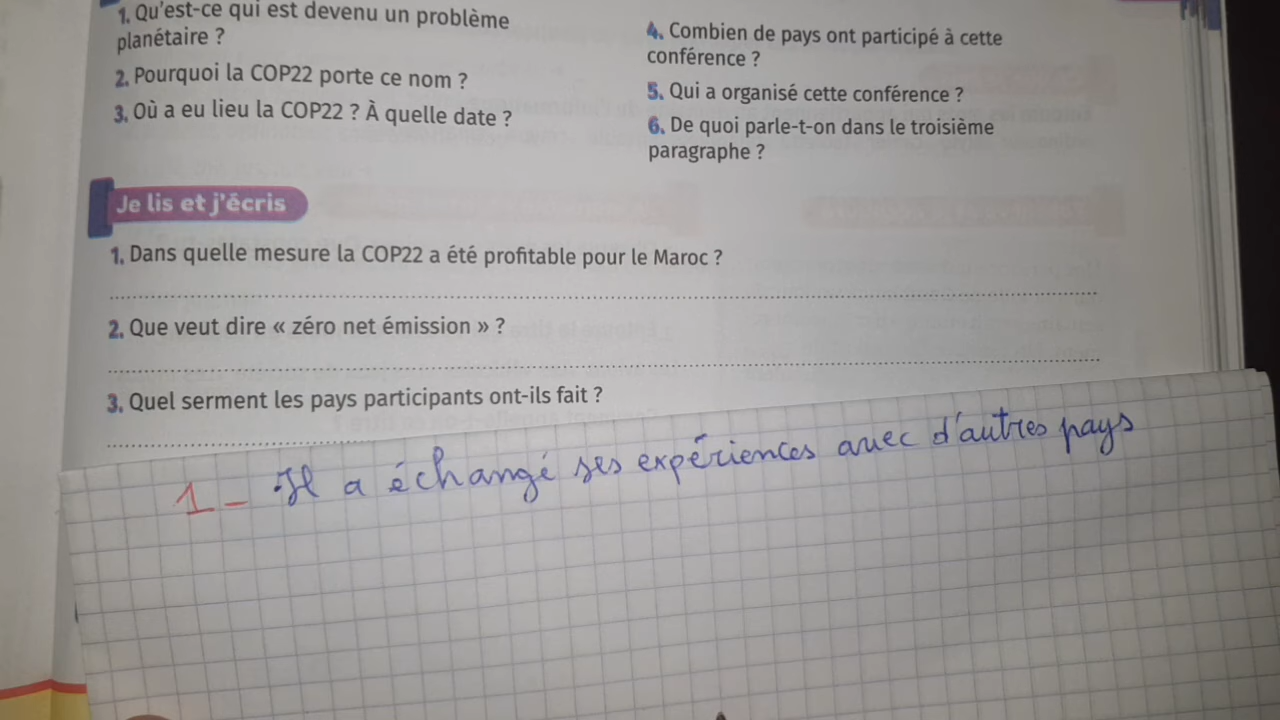 1. Qu'est-ce qui est devenu un problème
planétaire ?
2. Pourquoi la COP22 porte ce nom ?
3. Où a eu lieu la COP22 ? À quelle date ?
4. Combien de pays ont participé à cette
conférence ?
5. Qui a organisé cette conférence ?
6. De quoi parle-t-on dans le troisième
paragraphe ?
Je lis et j'écris
1. Dans quelle mesure la COP22 a été profitable pour le Maroc ?
2. Que veut dire « zéro net émission » ?
3. Quel serment les pays participants ont-ils fait ?
1 - Il a échangé ses expériences avec d'autres pays